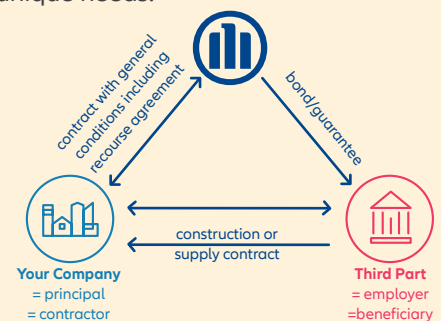 unique needs.
contract with general
conditions including
recourse agreement
bond/guarantee
construction or
supply contract
Your Company
= principal
= contractor
Third Part
= employer
=beneficiary